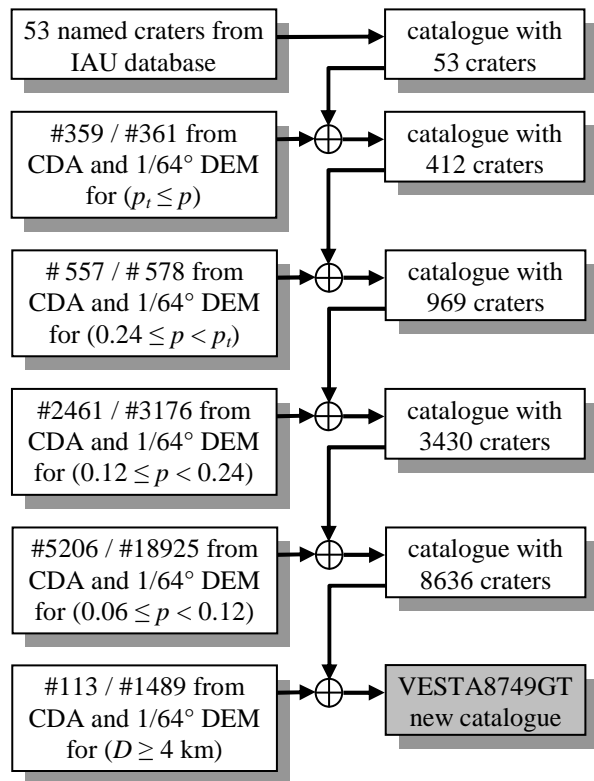 53 named craters from
IAU database
catalogue with
53 craters
#359 / #361 from
CDA and 1/64° DEM
for (pt ≤ p)
catalogue with
412 craters
# 557 / # 578 from
CDA and 1/64° DEM
for (0.24 ≤ p < pt)
catalogue with
969 craters
#2461 / #3176 from
CDA and 1/64° DEM
for (0.12 ≤ p < 0.24)
catalogue with
3430 craters
#5206 / #18925 from
CDA and 1/64° DEM
for (0.06 ≤ p < 0.12)
catalogue with
8636 craters
#113 / #1489 from
CDA and 1/64° DEM
for (D ≥ 4 km)
VESTA8749GT
new catalogue